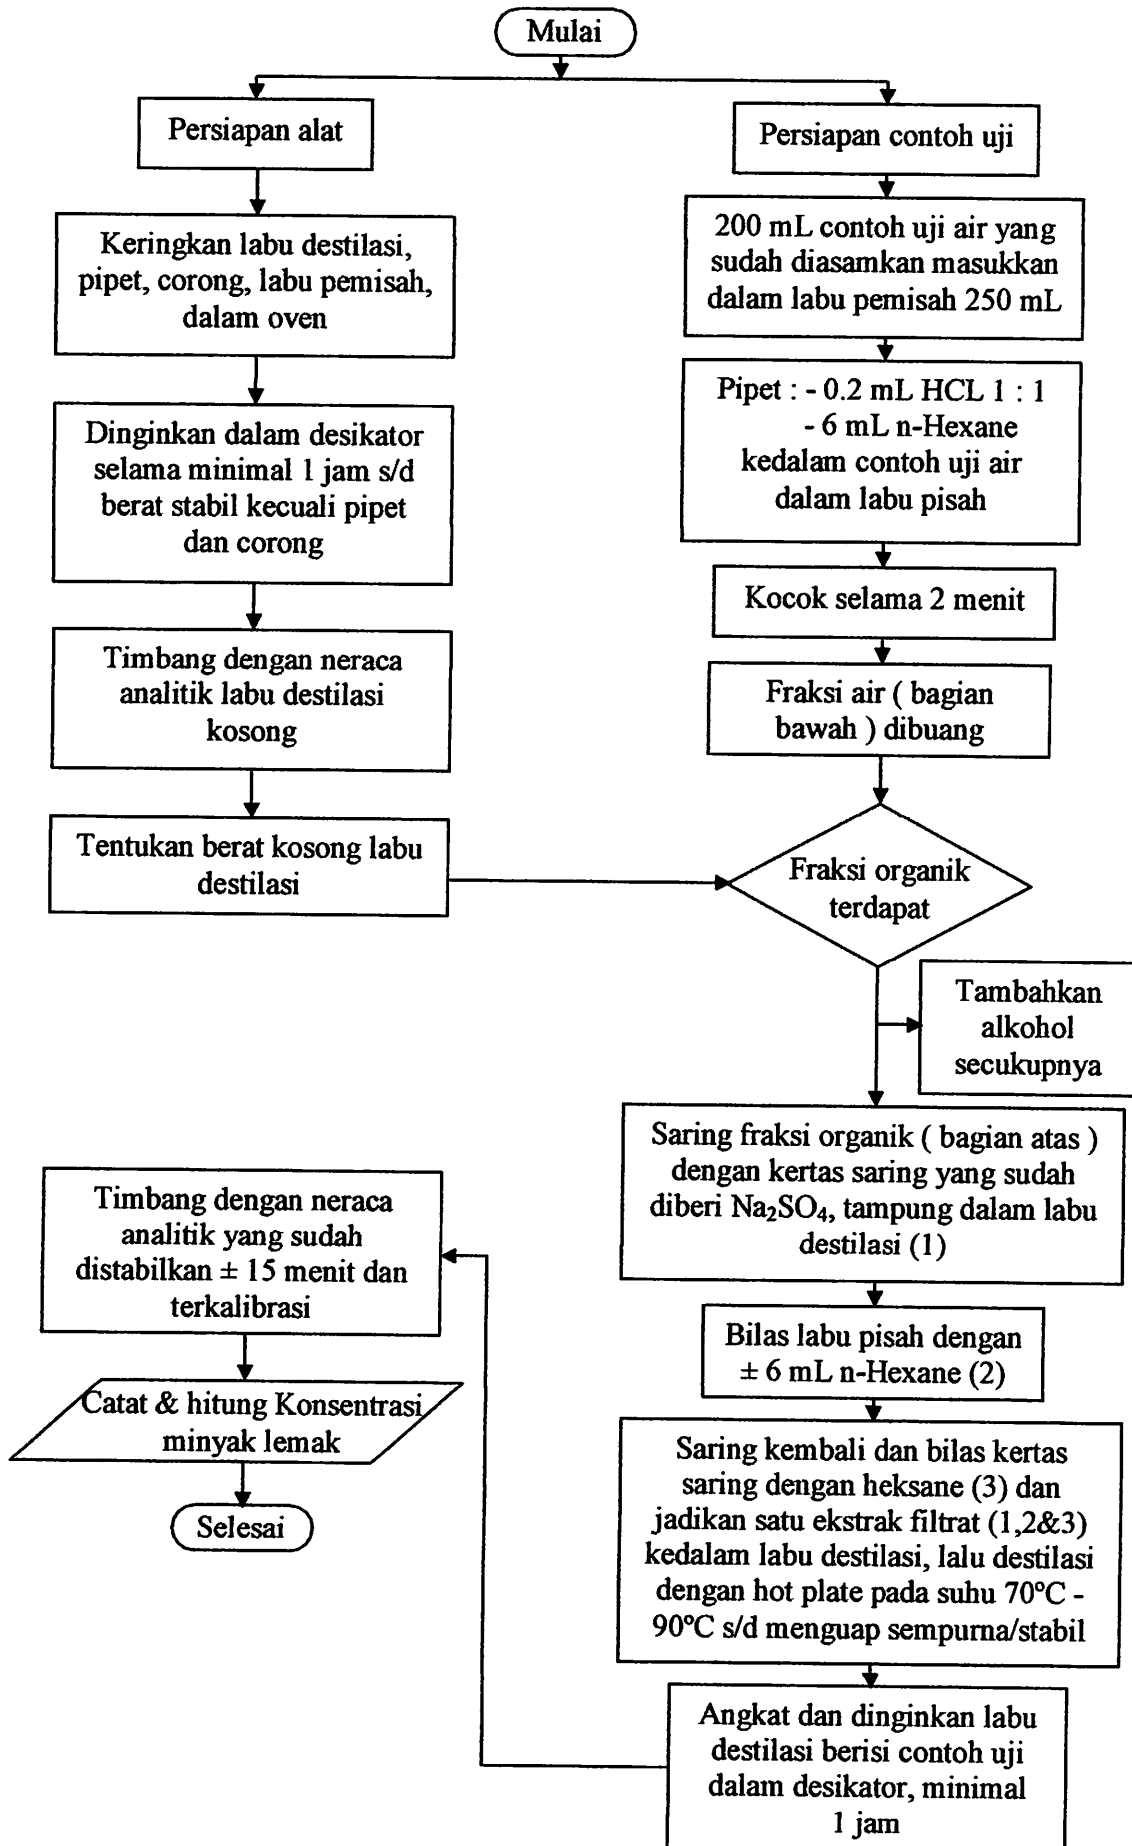 Mulai
Persiapan alat
Keringkan labu destilasi,
pipet, corong, labu pemisah,
dalam oven
Dinginkan dalam desikator
selama minimal 1 jam s/d
berat stabil kecuali pipet
dan corong
Timbang dengan neraca
analitik labu destilasi
kosong
Tentukan berat kosong labu
destilasi
Persiapan contoh uji
200 mL contoh uji air yang
sudah diasamkan masukkan
dalam labu pemisah 250 mL
Pipet : - 0.2 mL HCL 1 : 1
- 6 mL n-Hexane
kedalam contoh uji air
dalam labu pisah
Kocok selama 2 menit
Fraksi air ( bagian
bawah ) dibuang
Fraksi organik
terdapat
Tambahkan
alkohol
secukupnya
Saring fraksi organik ( bagian atas )
dengan kertas saring yang sudah
diberi Na₂SO₄, tampung dalam labu
destilasi (1)
Bilas labu pisah dengan
± 6 mL n-Hexane (2)
Saring kembali dan bilas kertas
saring dengan heksane (3) dan
jadikan satu ekstrak filtrat (1,2&3)
kedalam labu destilasi, lalu destilasi
dengan hot plate pada suhu 70ºC -
90ºC s/d menguap sempurna/stabil
Angkat dan dinginkan labu
destilasi berisi contoh uji
dalam desikator, minimal
1 jam
Timbang dengan neraca
analitik yang sudah
distabilkan ± 15 menit dan
terkalibrasi
Catat & hitung Konsentrasi
minyak lemak
Selesai